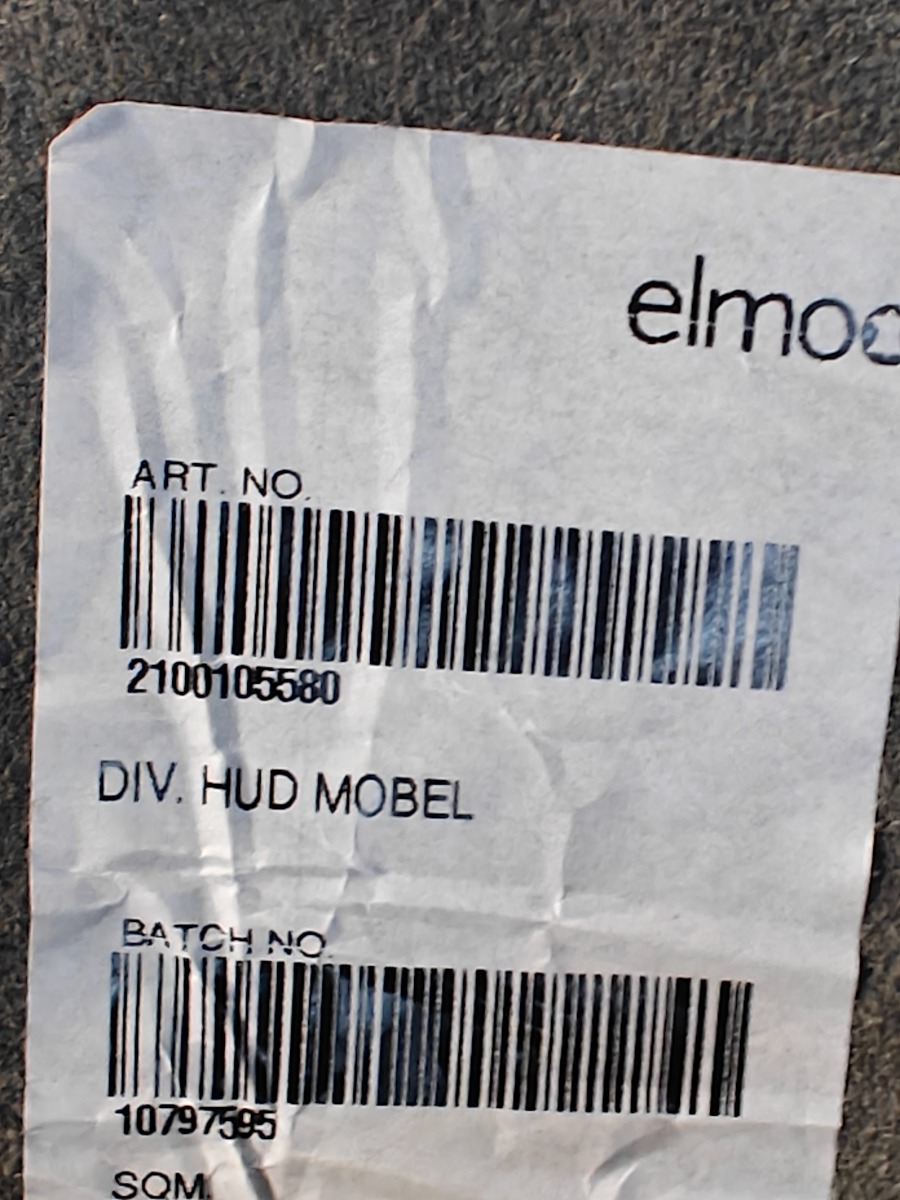 elmo
ART. NO.
2100105580
DIV. HUD MOBEL
BATCH NO.
10797595
SQM.